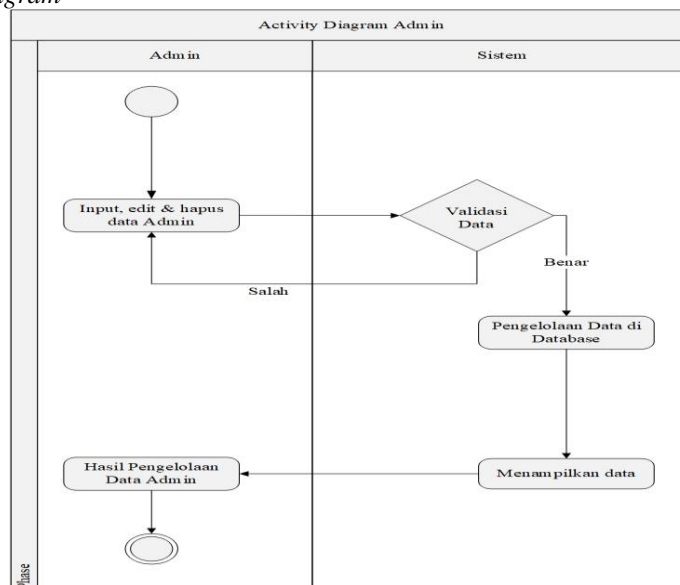 Activity Diagram Admin
Admin
Sistem
Input, edit & hapus
data Admin
Validasi
Data
Benar
Salah
Pengelolaan Data di
Database
Hasil Pengelolaan
Data Admin
Menampilkan data
Phase